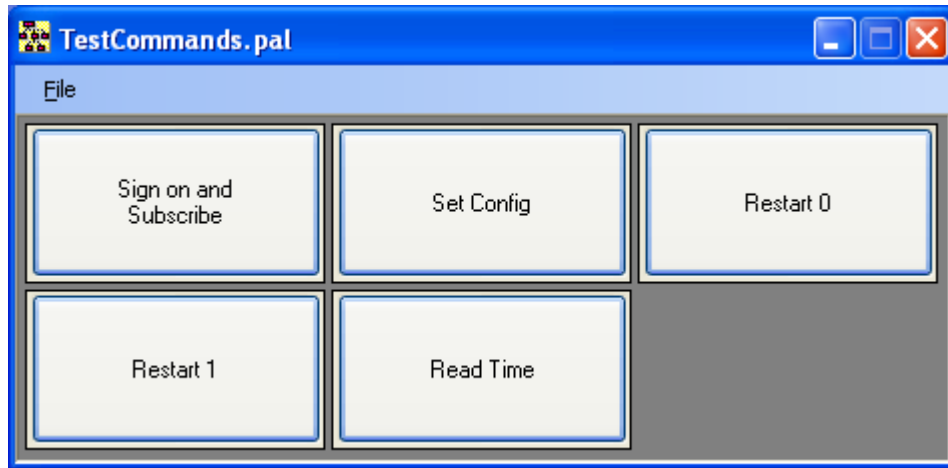 TestCommands.pal
File
Sign on and
Subscribe
Set Config
Restart 0
Restart 1
Read Time